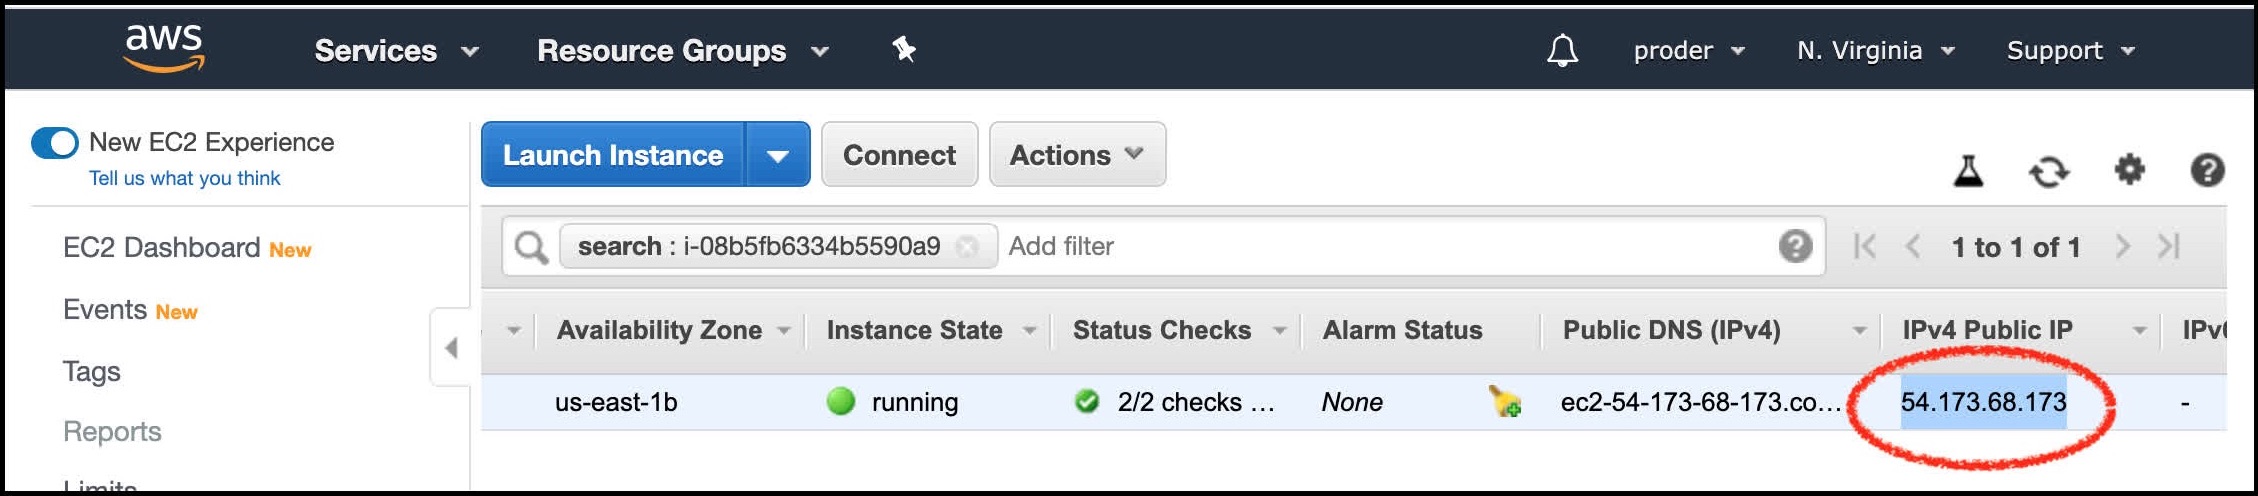 aws Services Resource Groups proder N. Virginia Support
New EC2 Experience
Tell us what you think
EC2 Dashboard New
Events New
Tags
Reports
Limits
Launch Instance Connect Actions
search : i-08b5fb6334b5590a9 Add filter 1 to 1 of 1
Availability Zone Instance State Status Checks Alarm Status Public DNS (IPv4) IPv4 Public IP IPv6
us-east-1b running 2/2 checks ... None ec2-54-173-68-173.co... 54.173.68.173 -